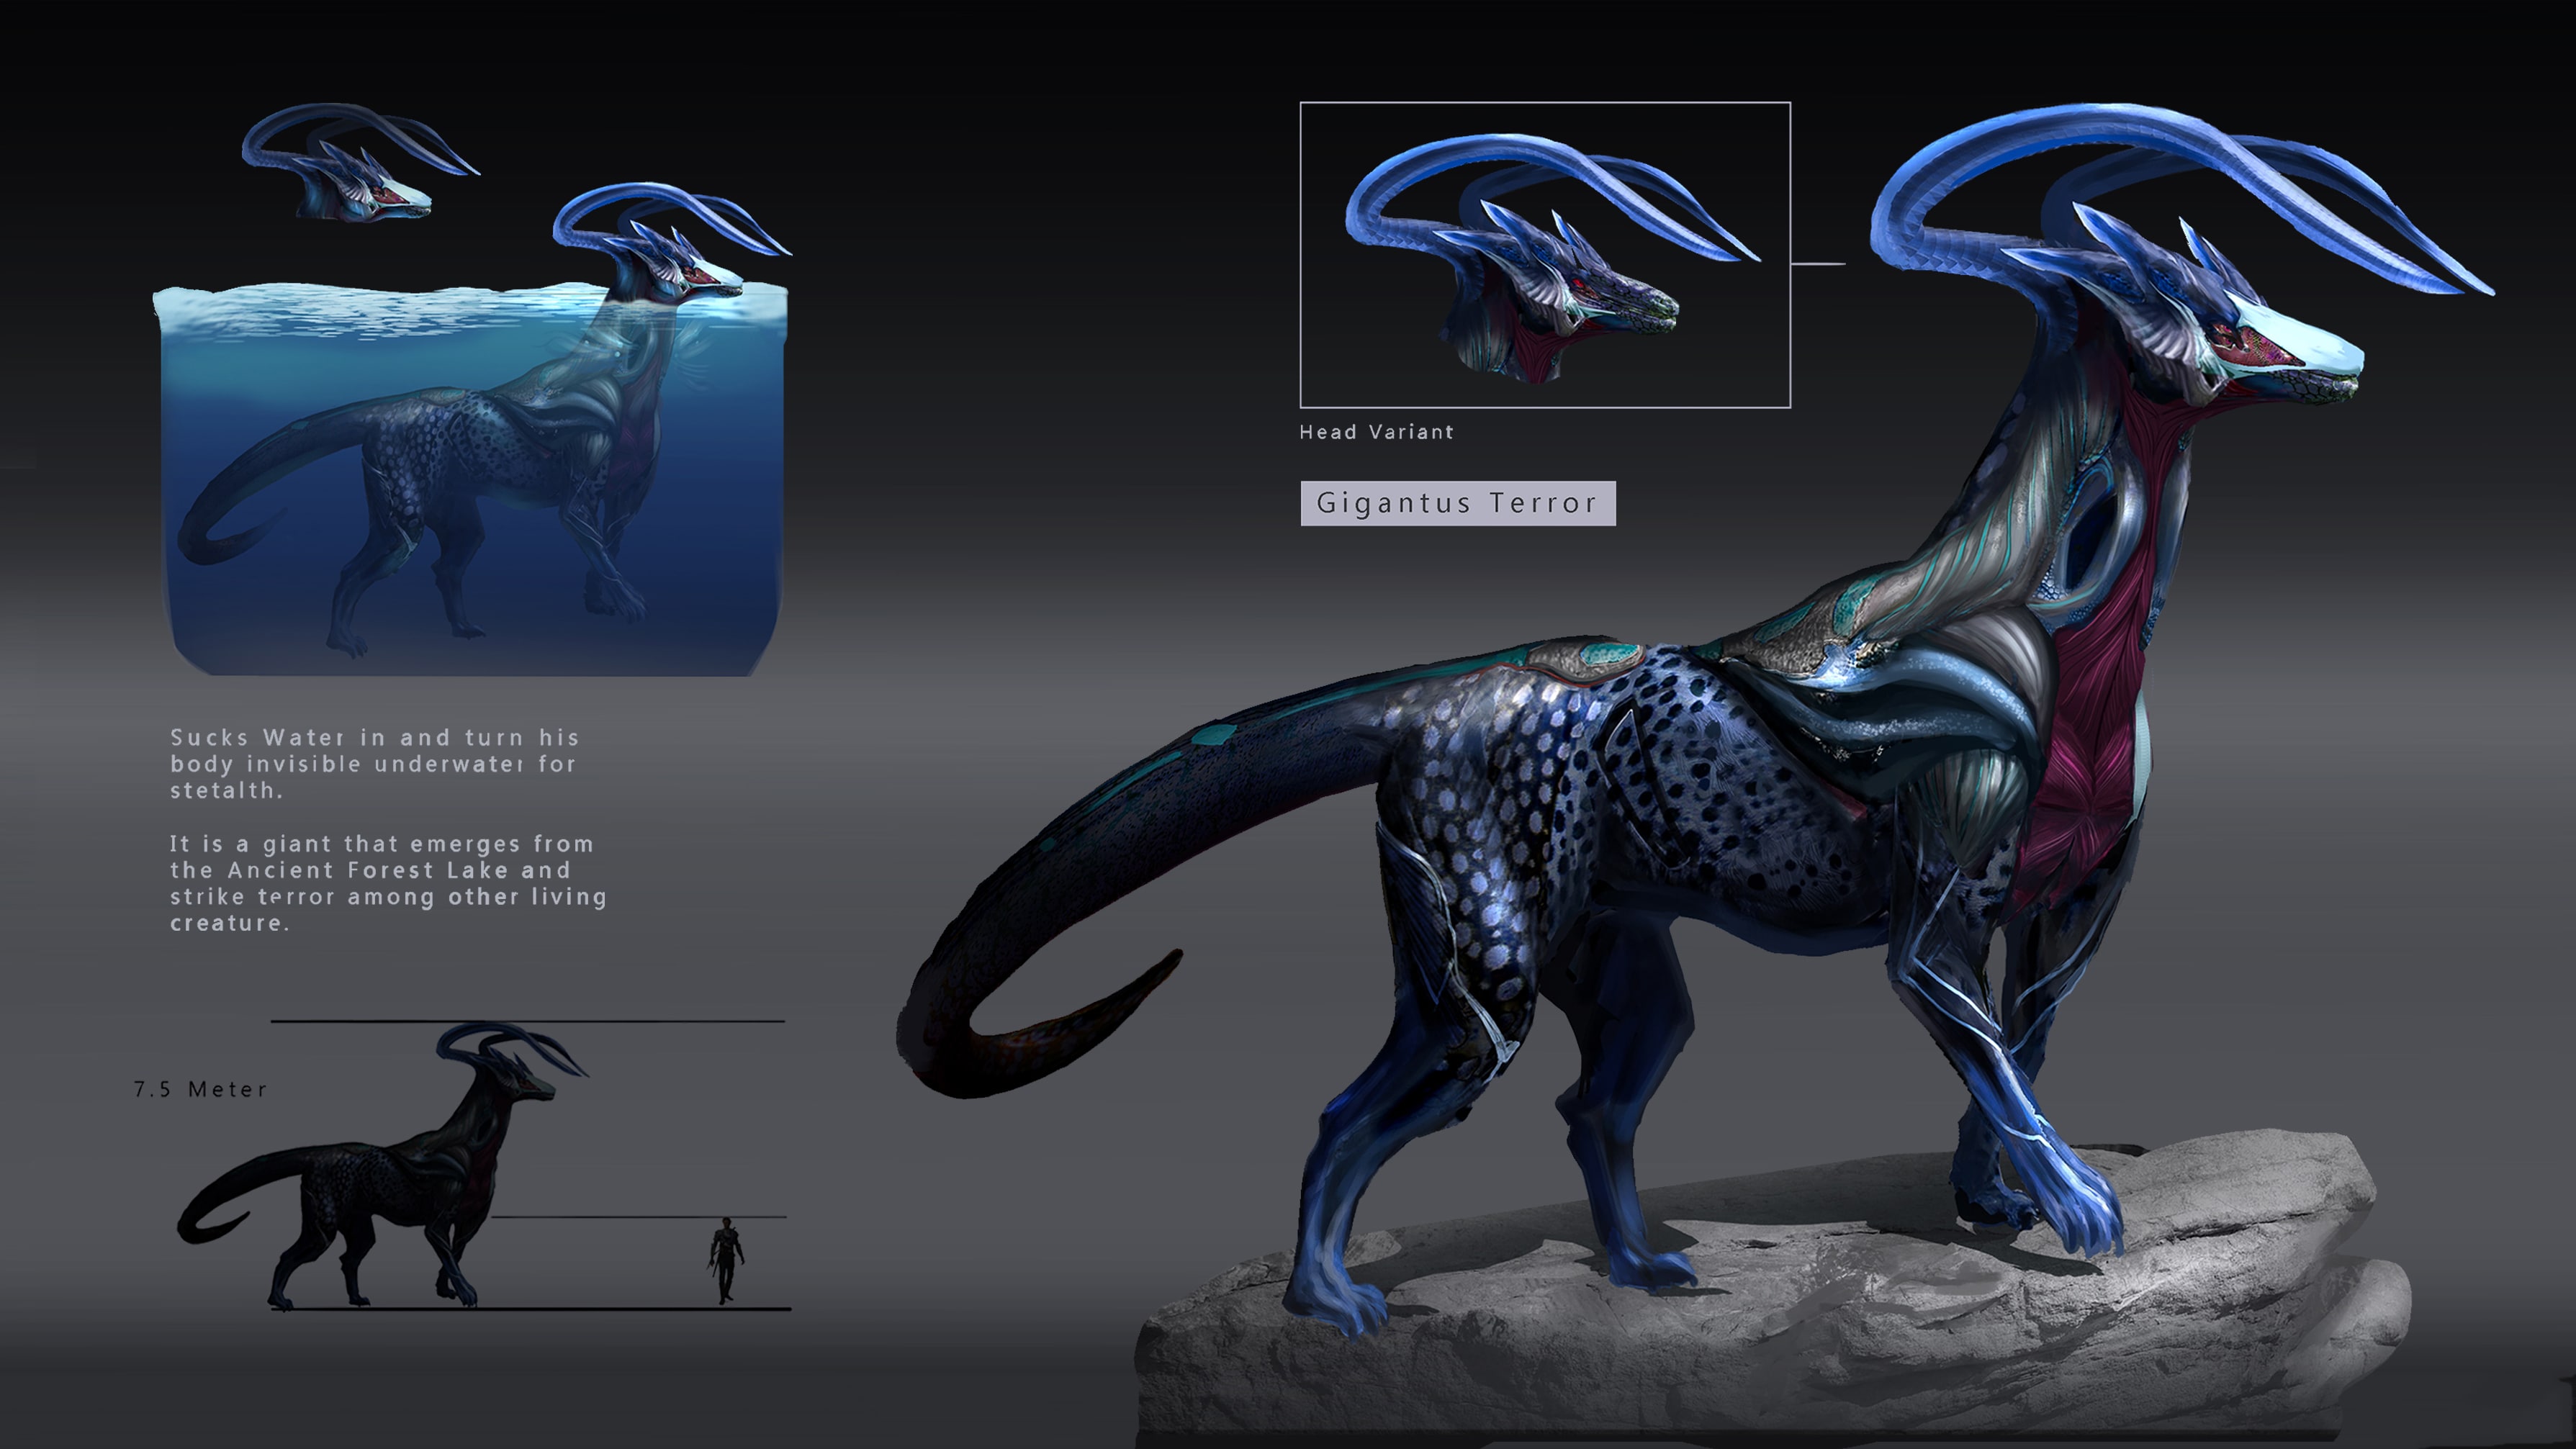 Head Variant
Gigantus Terror
Sucks Water in and turn his
body invisible underwater for
stetalth.
It is a giant that emerges from
the Ancient Forest Lake and
strike terror among other living
creature.
7.5 Meter